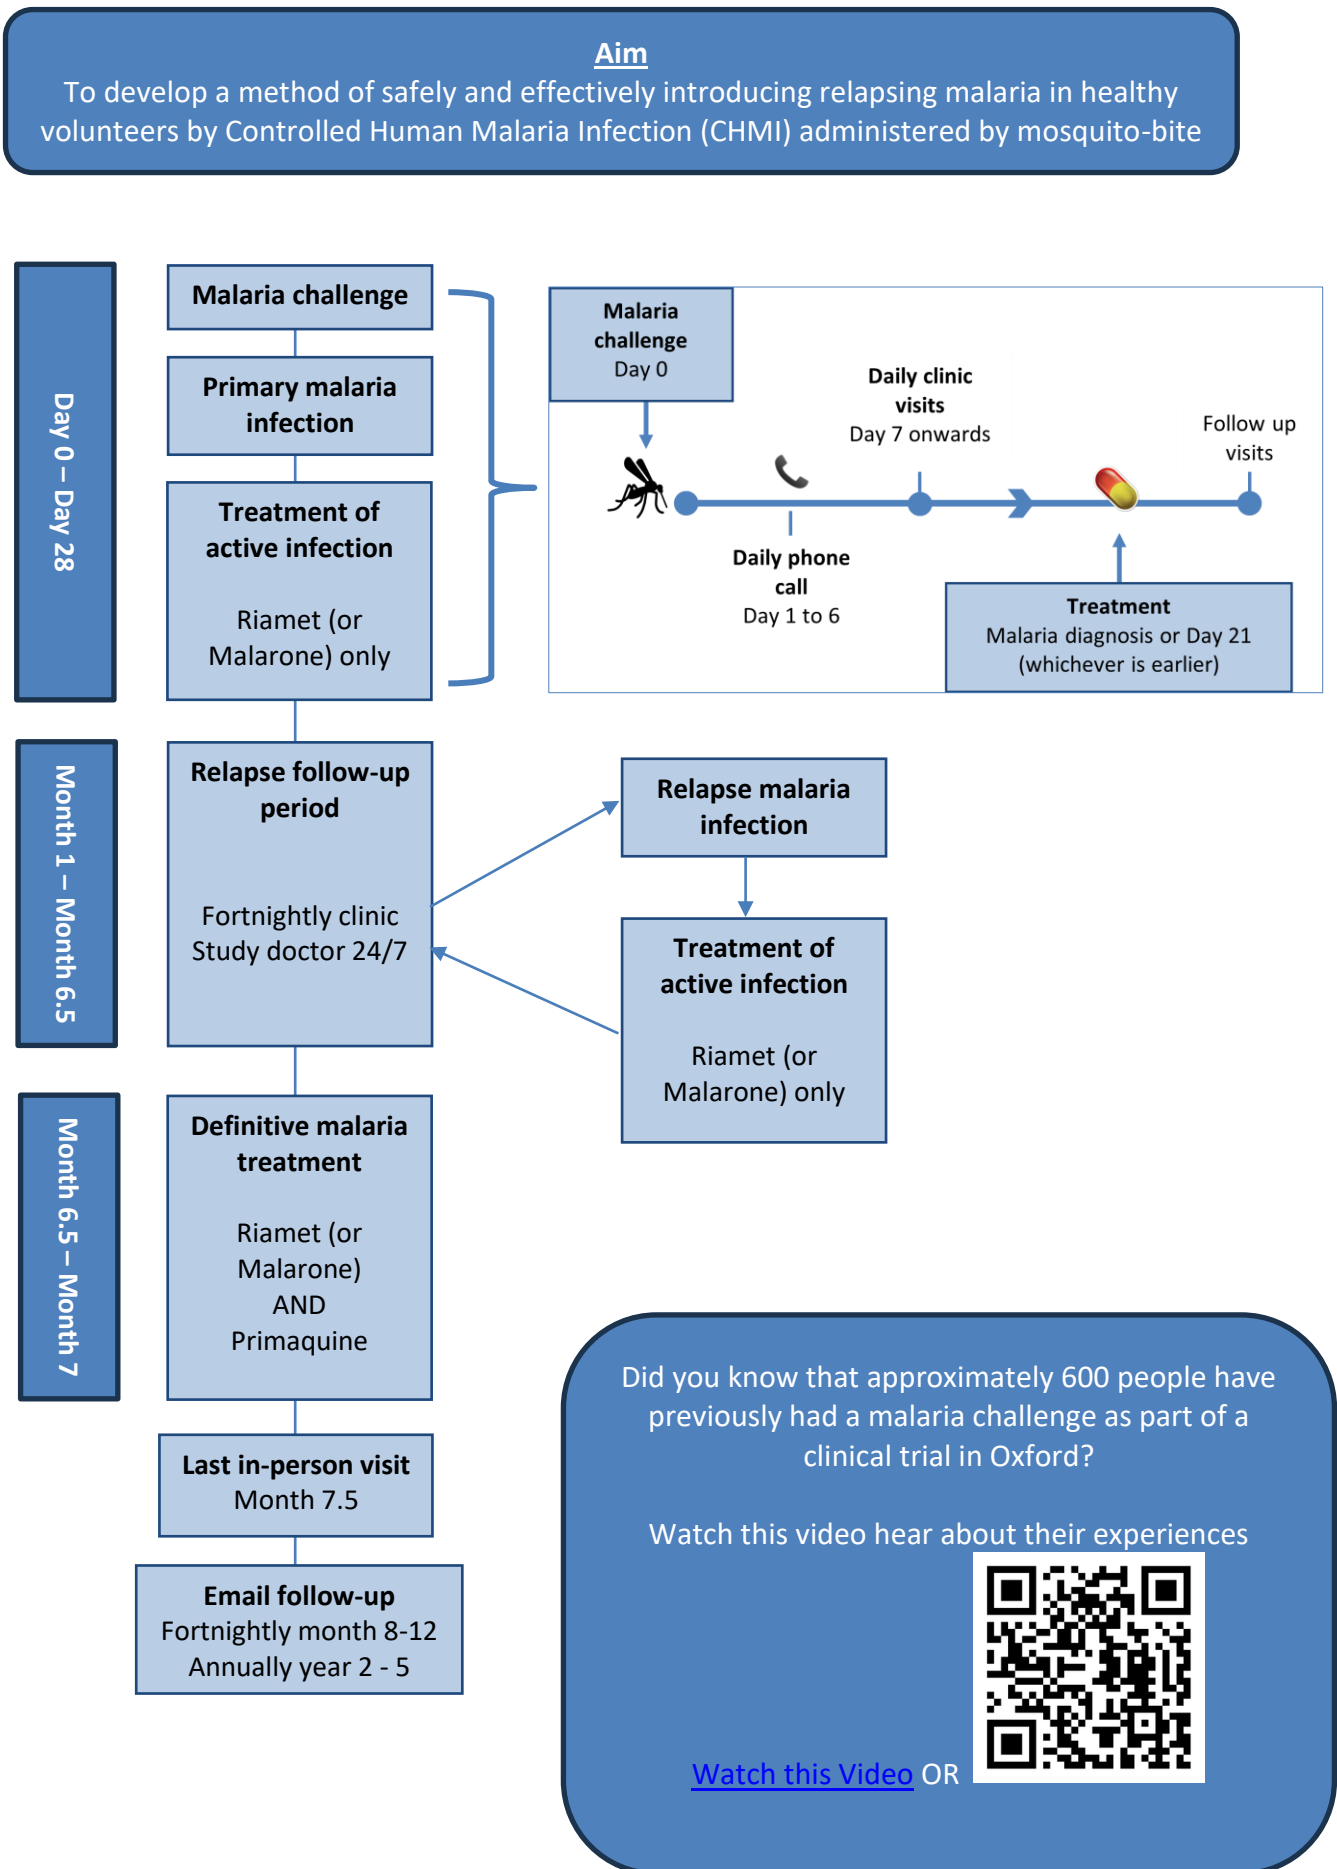 Aim
To develop a method of safely and effectively introducing relapsing malaria in healthy
volunteers by Controlled Human Malaria Infection (CHMI) administered by mosquito-bite
Day 0 – Day 28
Malaria challenge
Primary malaria
infection
Treatment of
active infection
Riamet (or
Malarone) only
Malaria
challenge
Day 0
Daily phone
call
Day 1 to 6
Daily clinic
visits
Day 7 onwards
Treatment
Malaria diagnosis or Day 21
(whichever is earlier)
Follow up
visits
Month 1 – Month 6.5
Relapse follow-up
period
Fortnightly clinic
Study doctor 24/7
Relapse malaria
infection
Treatment of
active infection
Riamet (or
Malarone) only
Month 6.5 – Month 7
Definitive malaria
treatment
Riamet (or
Malarone)
AND
Primaquine
Last in-person visit
Month 7.5
Email follow-up
Fortnightly month 8-12
Annually year 2 - 5
Did you know that approximately 600 people have
previously had a malaria challenge as part of a
clinical trial in Oxford?
Watch this video hear about their experiences
Watch this Video OR